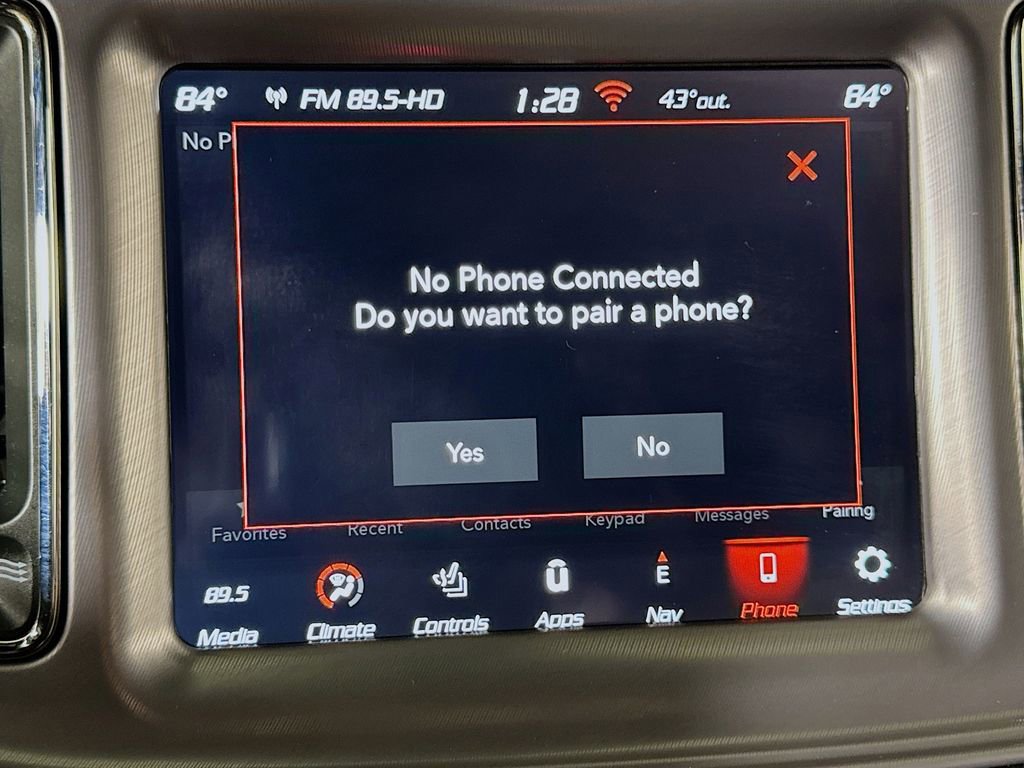 84° FM 89.5-HD 1:28 43°out. 84°
No P
No Phone Connected
Do you want to pair a phone?
Yes No
Favorites Recent Contacts Keypad Messages Pairing
89.5 E
Media Climate Controls Apps Nav Phone Settings